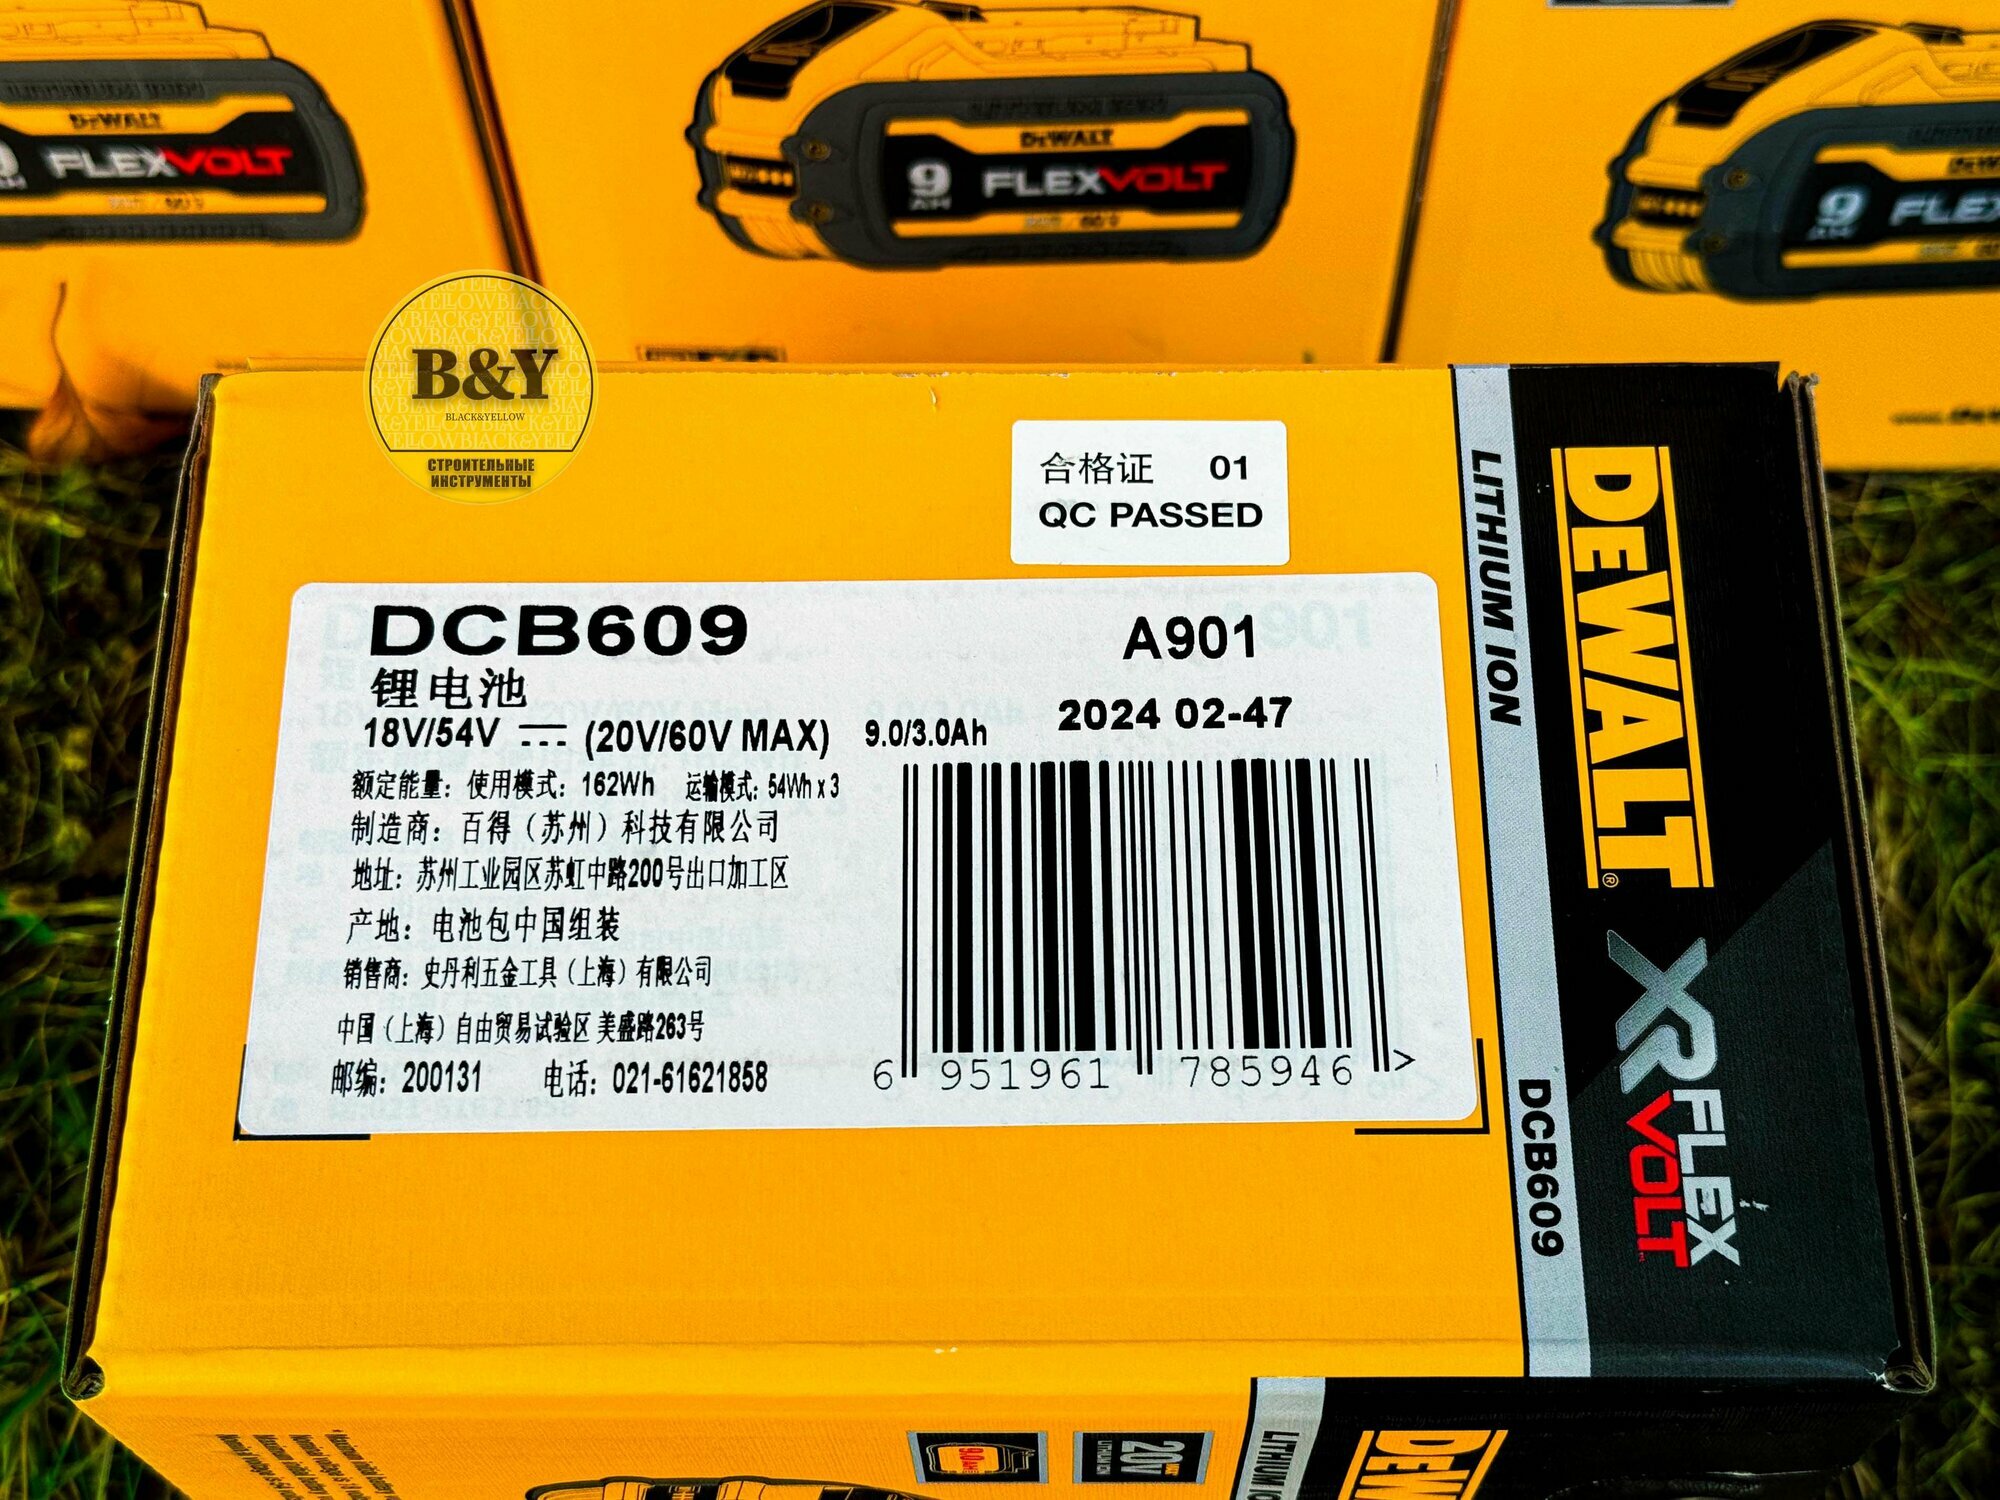 DeWALT
FLEXVOLT
DeWALT
9 FLEXVOLT
AH
9
B&Y
BLACK&YELLOW
СТРОИТЕЛЬНЫЕ
ИНСТРУМЕНТЫ
合格证 01
QC PASSED
DCB609 A901
锂电池
18V/54V (20V/60V MAX) 9.0/3.0Ah 2024 02-47
额定能量：使用模式：162Wh 运输模式：54Wh x 3
制造商：百得（苏州）科技有限公司
地址：苏州工业园区苏虹中路200号出口加工区
产地：电池包中国组装
销售商：史丹利五金工具（上海）有限公司
中国（上海）自由贸易试验区 美盛路263号
邮编：200131 电话：021-61621858
6 951961 785946 >
LITHIUM ION
DCB609
DEWALT®
XR FLEX
VOLT
20V MAX
LITHIUM ION